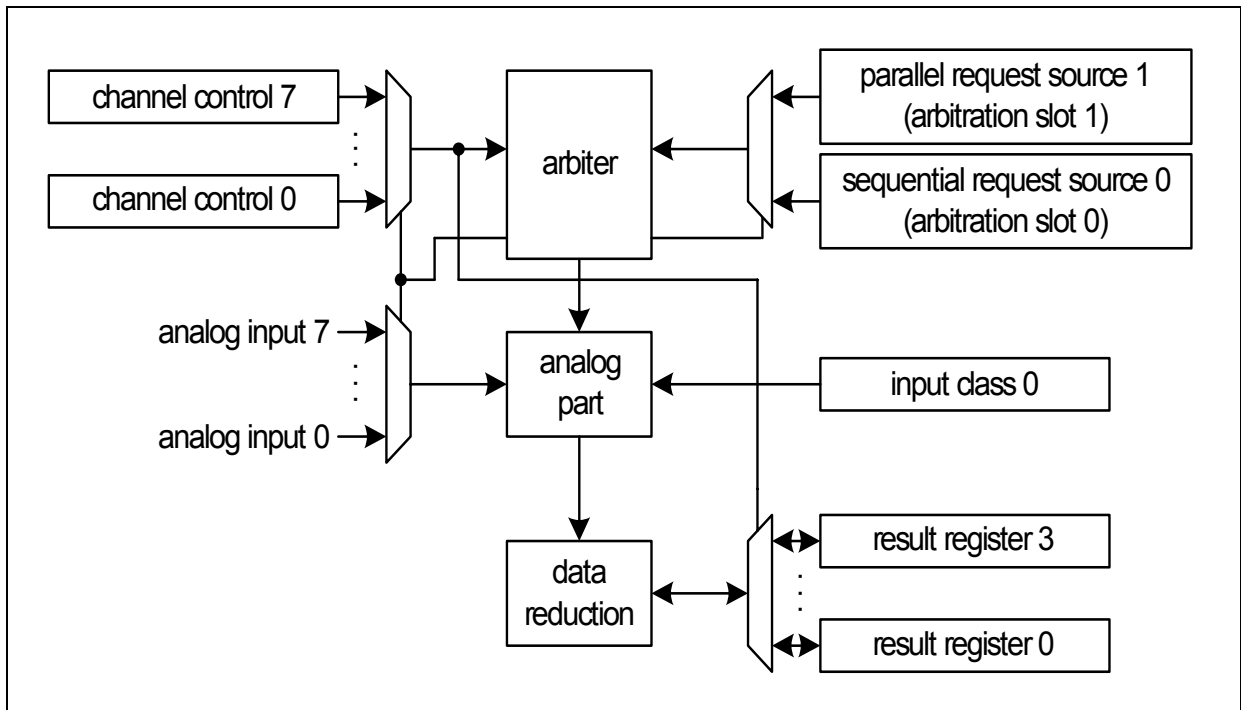 channel control 7
channel control 0
arbiter
parallel request source 1
(arbitration slot 1)
sequential request source 0
(arbitration slot 0)
analog input 7
analog input 0
analog
part
input class 0
data
reduction
result register 3
result register 0